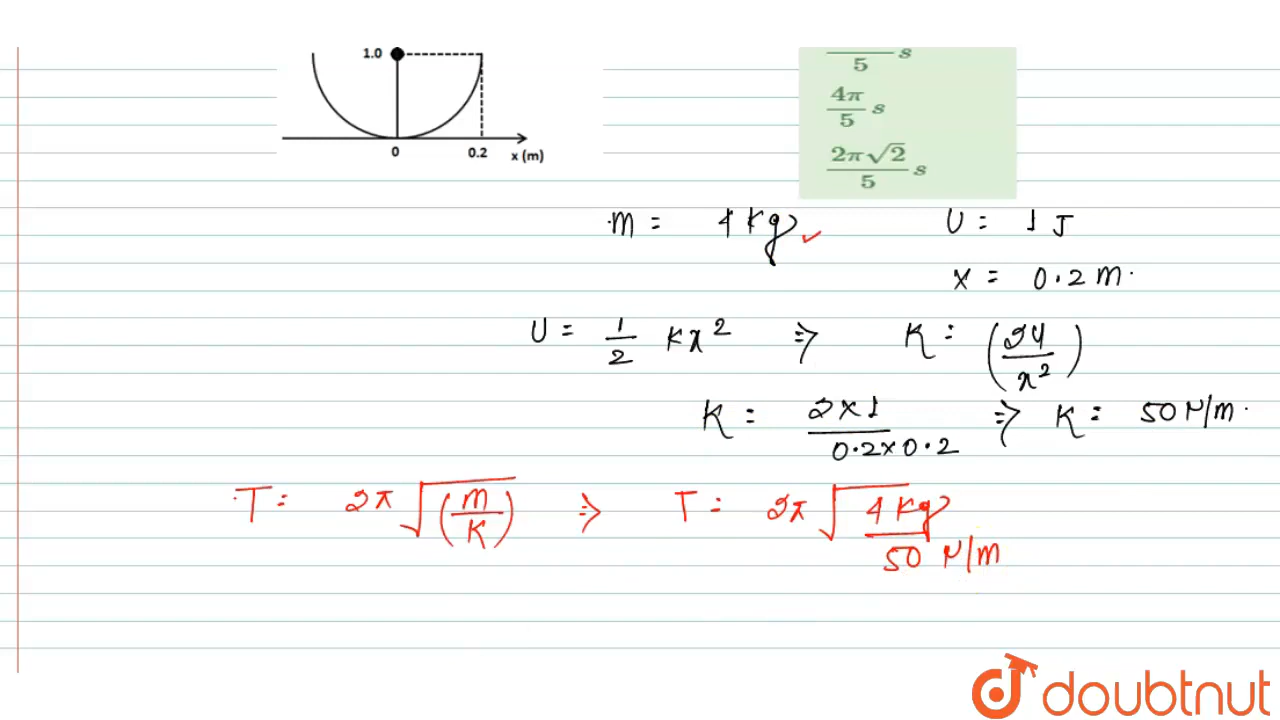 1.0
0 0.2 x (m)
5 s
4π/5 s
2π√2/5 s
m = 4 kg ✓ U = 1 J
x = 0.2 m.
U = 1/2 Kx² ⇒ K = (2U/x²)
K = 2×1/0.2×0.2 ⇒ K = 50 N/m.
T = 2π√(m/K) ⇒ T = 2π√4 kg/50 N/m
doubtnut